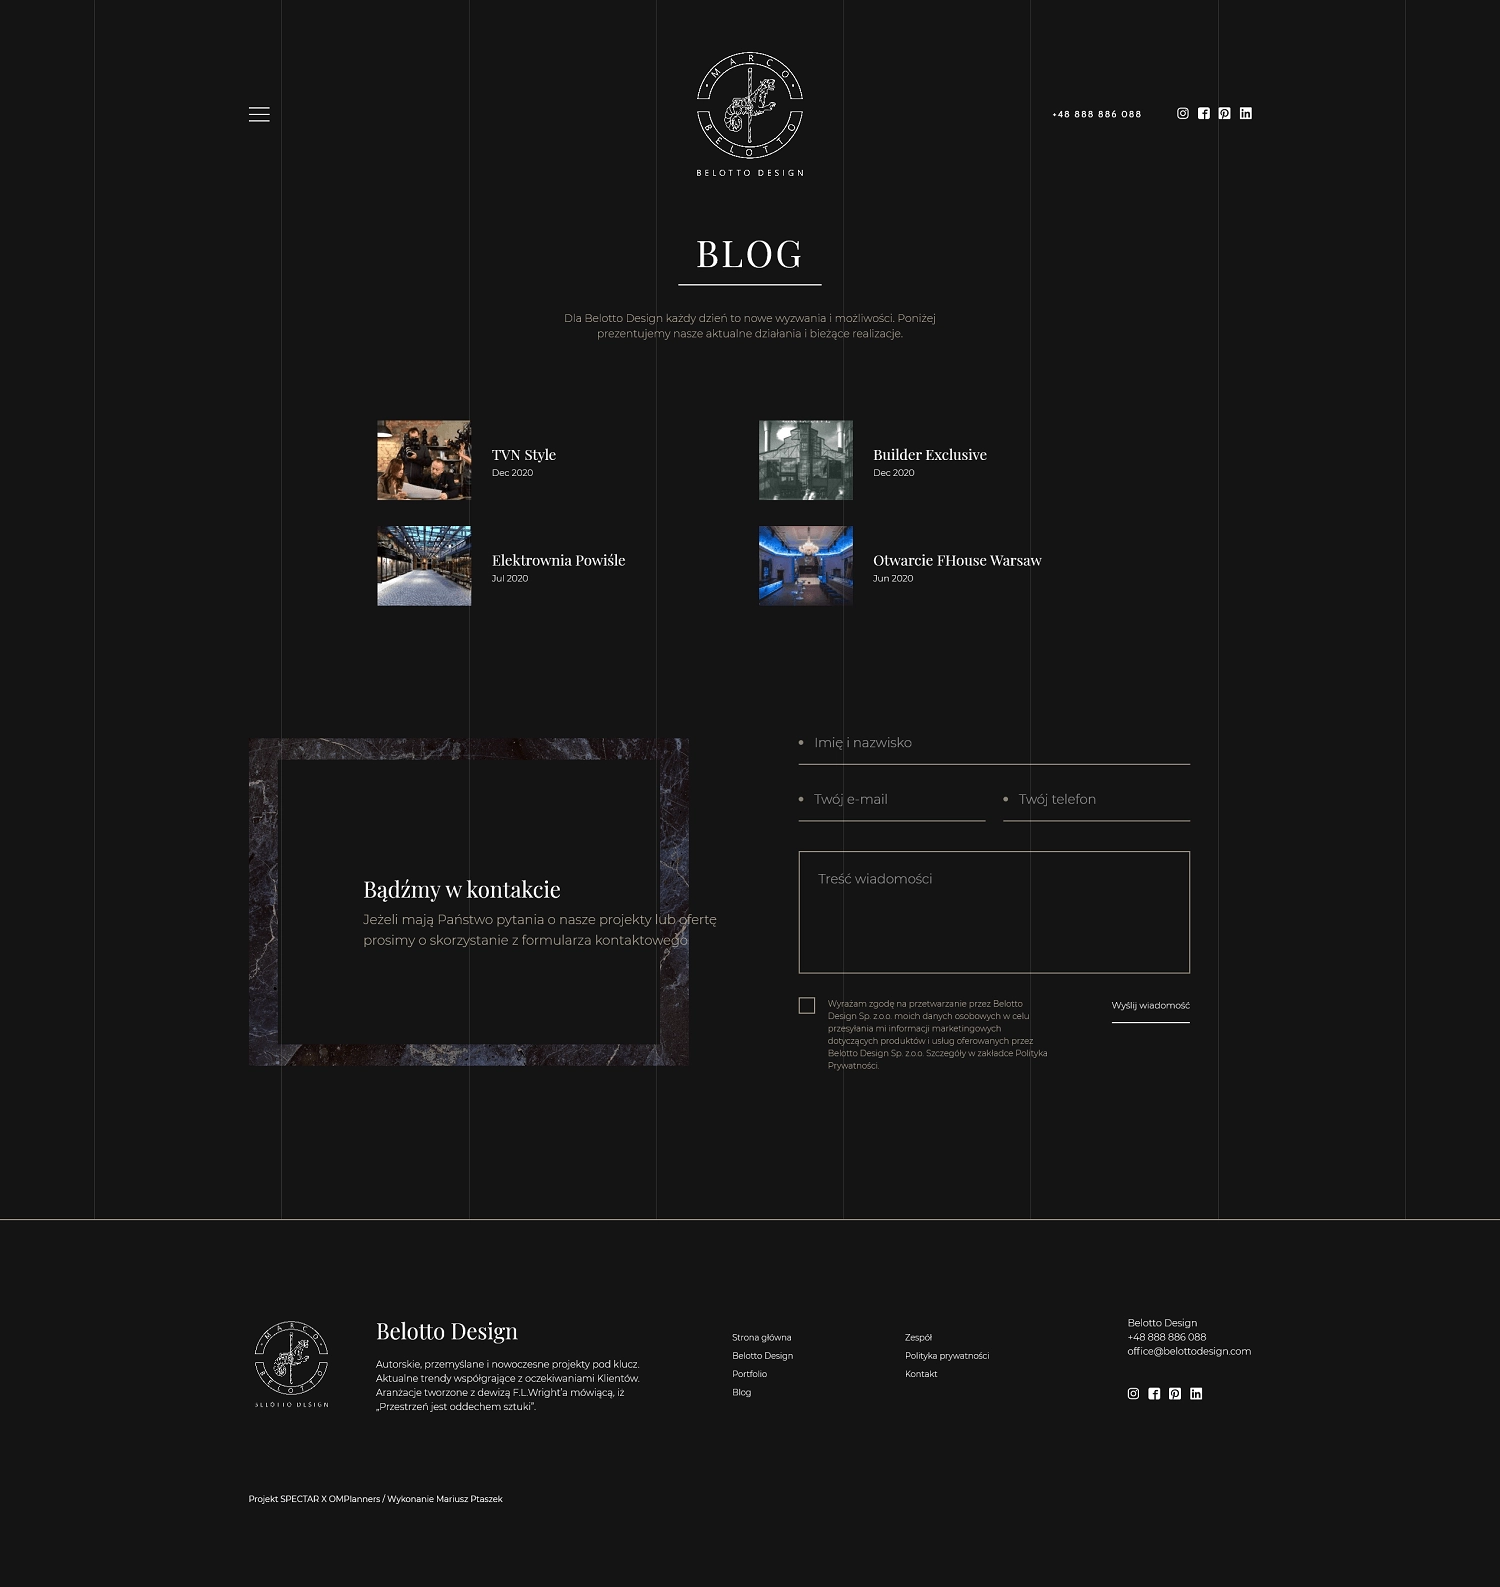 MARCO
BELOTTO
BELOTTO DESIGN
+48 888 886 088
BLOG
Dla Belotto Design każdy dzień to nowe wyzwania i możliwości. Poniżej
prezentujemy nasze aktualne działania i bieżące realizacje.
TVN Style
Dec 2020
Builder Exclusive
Dec 2020
Elektrownia Powiśle
Jul 2020
Otwarcie FHouse Warsaw
Jun 2020
Bądźmy w kontakcie
Jeżeli mają Państwo pytania o nasze projekty lub ofertę
prosimy o skorzystanie z formularza kontaktowego
Imię i nazwisko
Twój e-mail
Twój telefon
Treść wiadomości
Wyrażam zgodę na przetwarzanie przez Belotto
Design Sp. z.o.o. moich danych osobowych w celu
przesyłania mi informacji marketingowych
dotyczących produktów i usług oferowanych przez
Belotto Design Sp. z.o.o. Szczegóły w zakładce Polityka
Prywatności.
Wyślij wiadomość
MARCO
BELOTTO
BELOTTO DESIGN
Belotto Design
Autorskie, przemyślane i nowoczesne projekty pod klucz.
Aktualne trendy współgrające z oczekiwaniami Klientów.
Aranżacje tworzone z dewizą F.L.Wright'a mówiącą, iż
„Przestrzeń jest oddechem sztuki”.
Strona główna
Belotto Design
Portfolio
Blog
Zespół
Polityka prywatności
Kontakt
Belotto Design
+48 888 886 088
office@belottodesign.com
Projekt SPECTAR X OMPlanners / Wykonanie Mariusz Ptaszek